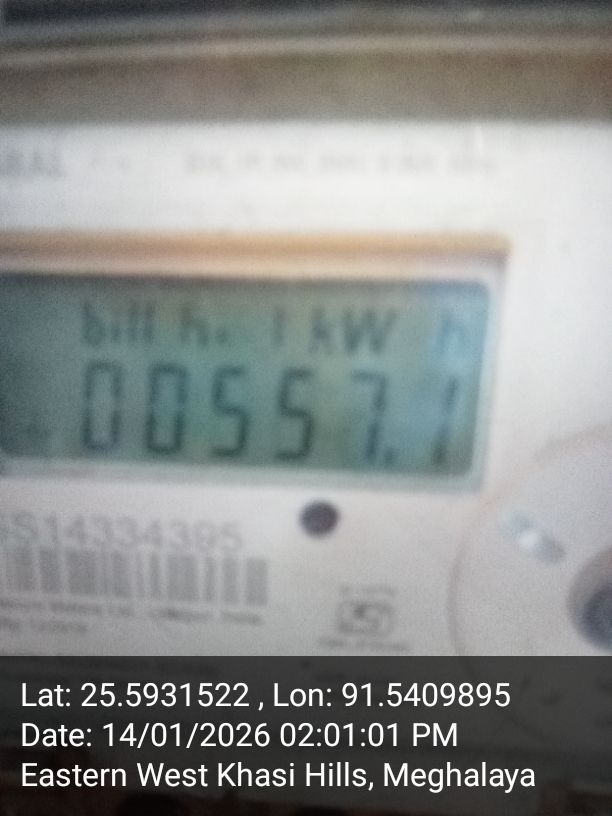 bill h. 1 kW h
00557.1
SS14334395
Lat: 25.5931522 , Lon: 91.5409895
Date: 14/01/2026 02:01:01 PM
Eastern West Khasi Hills, Meghalaya